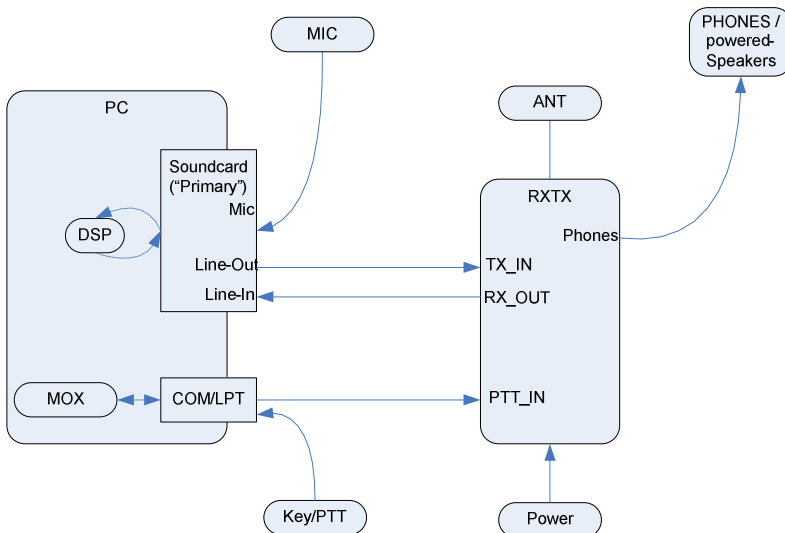 MIC
PHONES /
powered-
Speakers
PC
ANT
Soundcard
(“Primary”)
Mic
RXTX
DSP
Phones
Line-Out
TX_IN
Line-In
RX_OUT
MOX
COM/LPT
PTT_IN
Key/PTT
Power